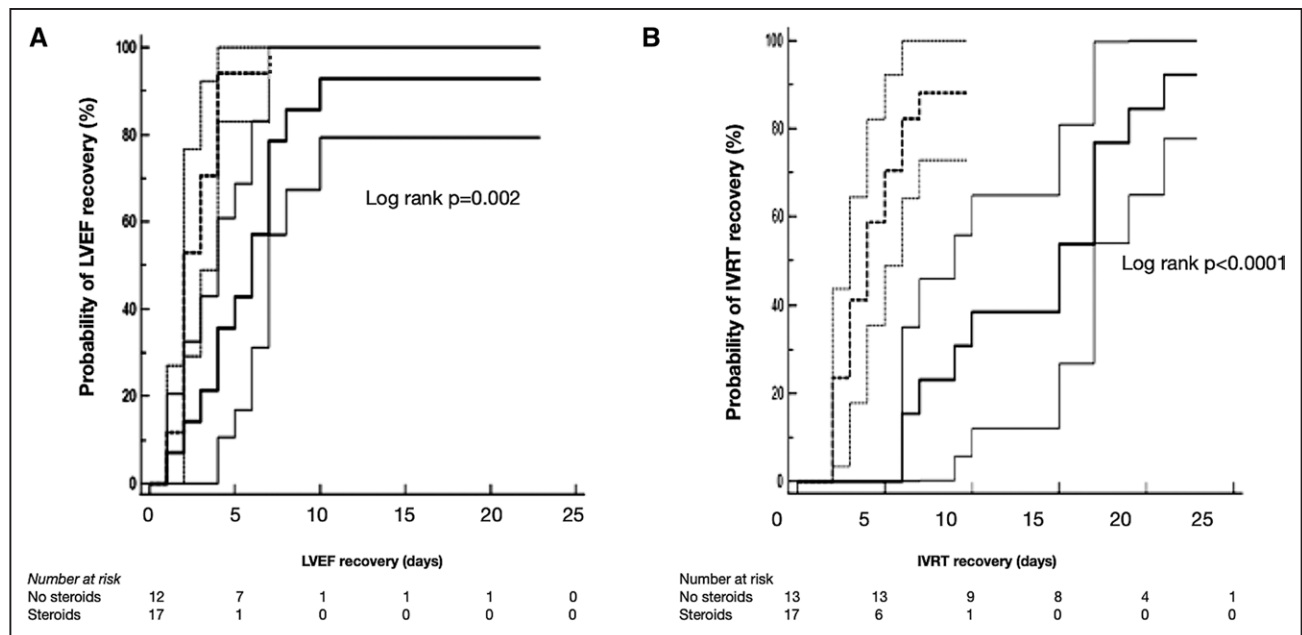 A
Probability of LVEF recovery (%)
100
80
60
40
20
0
Log rank p=0.002
0 5 10 15 20 25
LVEF recovery (days)
Number at risk
No steroids 12 7 1 1 1 0
Steroids 17 1 0 0 0 0
B
Probability of IVRT recovery (%)
100
80
60
40
20
0
Log rank p<0.0001
0 5 10 15 20 25
IVRT recovery (days)
Number at risk
No steroids 13 13 9 8 4 1
Steroids 17 6 1 0 0 0